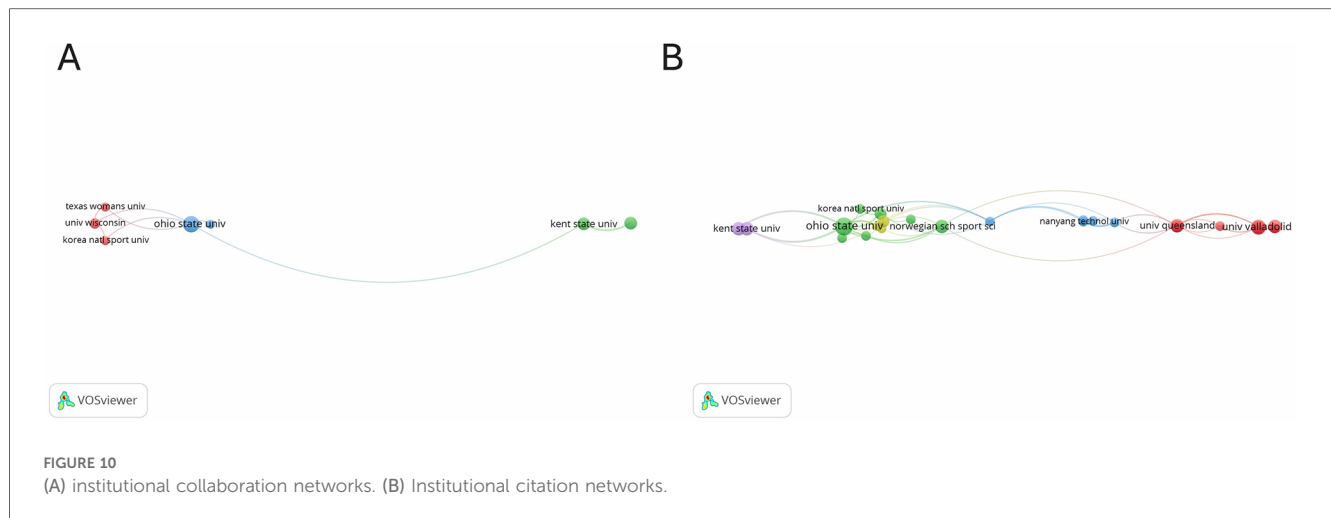 A
B
texas womans univ
univ wisconsin
ohio state univ
korea natl sport univ
kent state univ
korea natl sport univ
kent state univ
ohio state univ
norwegian sch sport sci
nanyang technol univ
univ queensland
univ valladolid
VOSviewer
VOSviewer
FIGURE 10
(A) institutional collaboration networks. (B) Institutional citation networks.